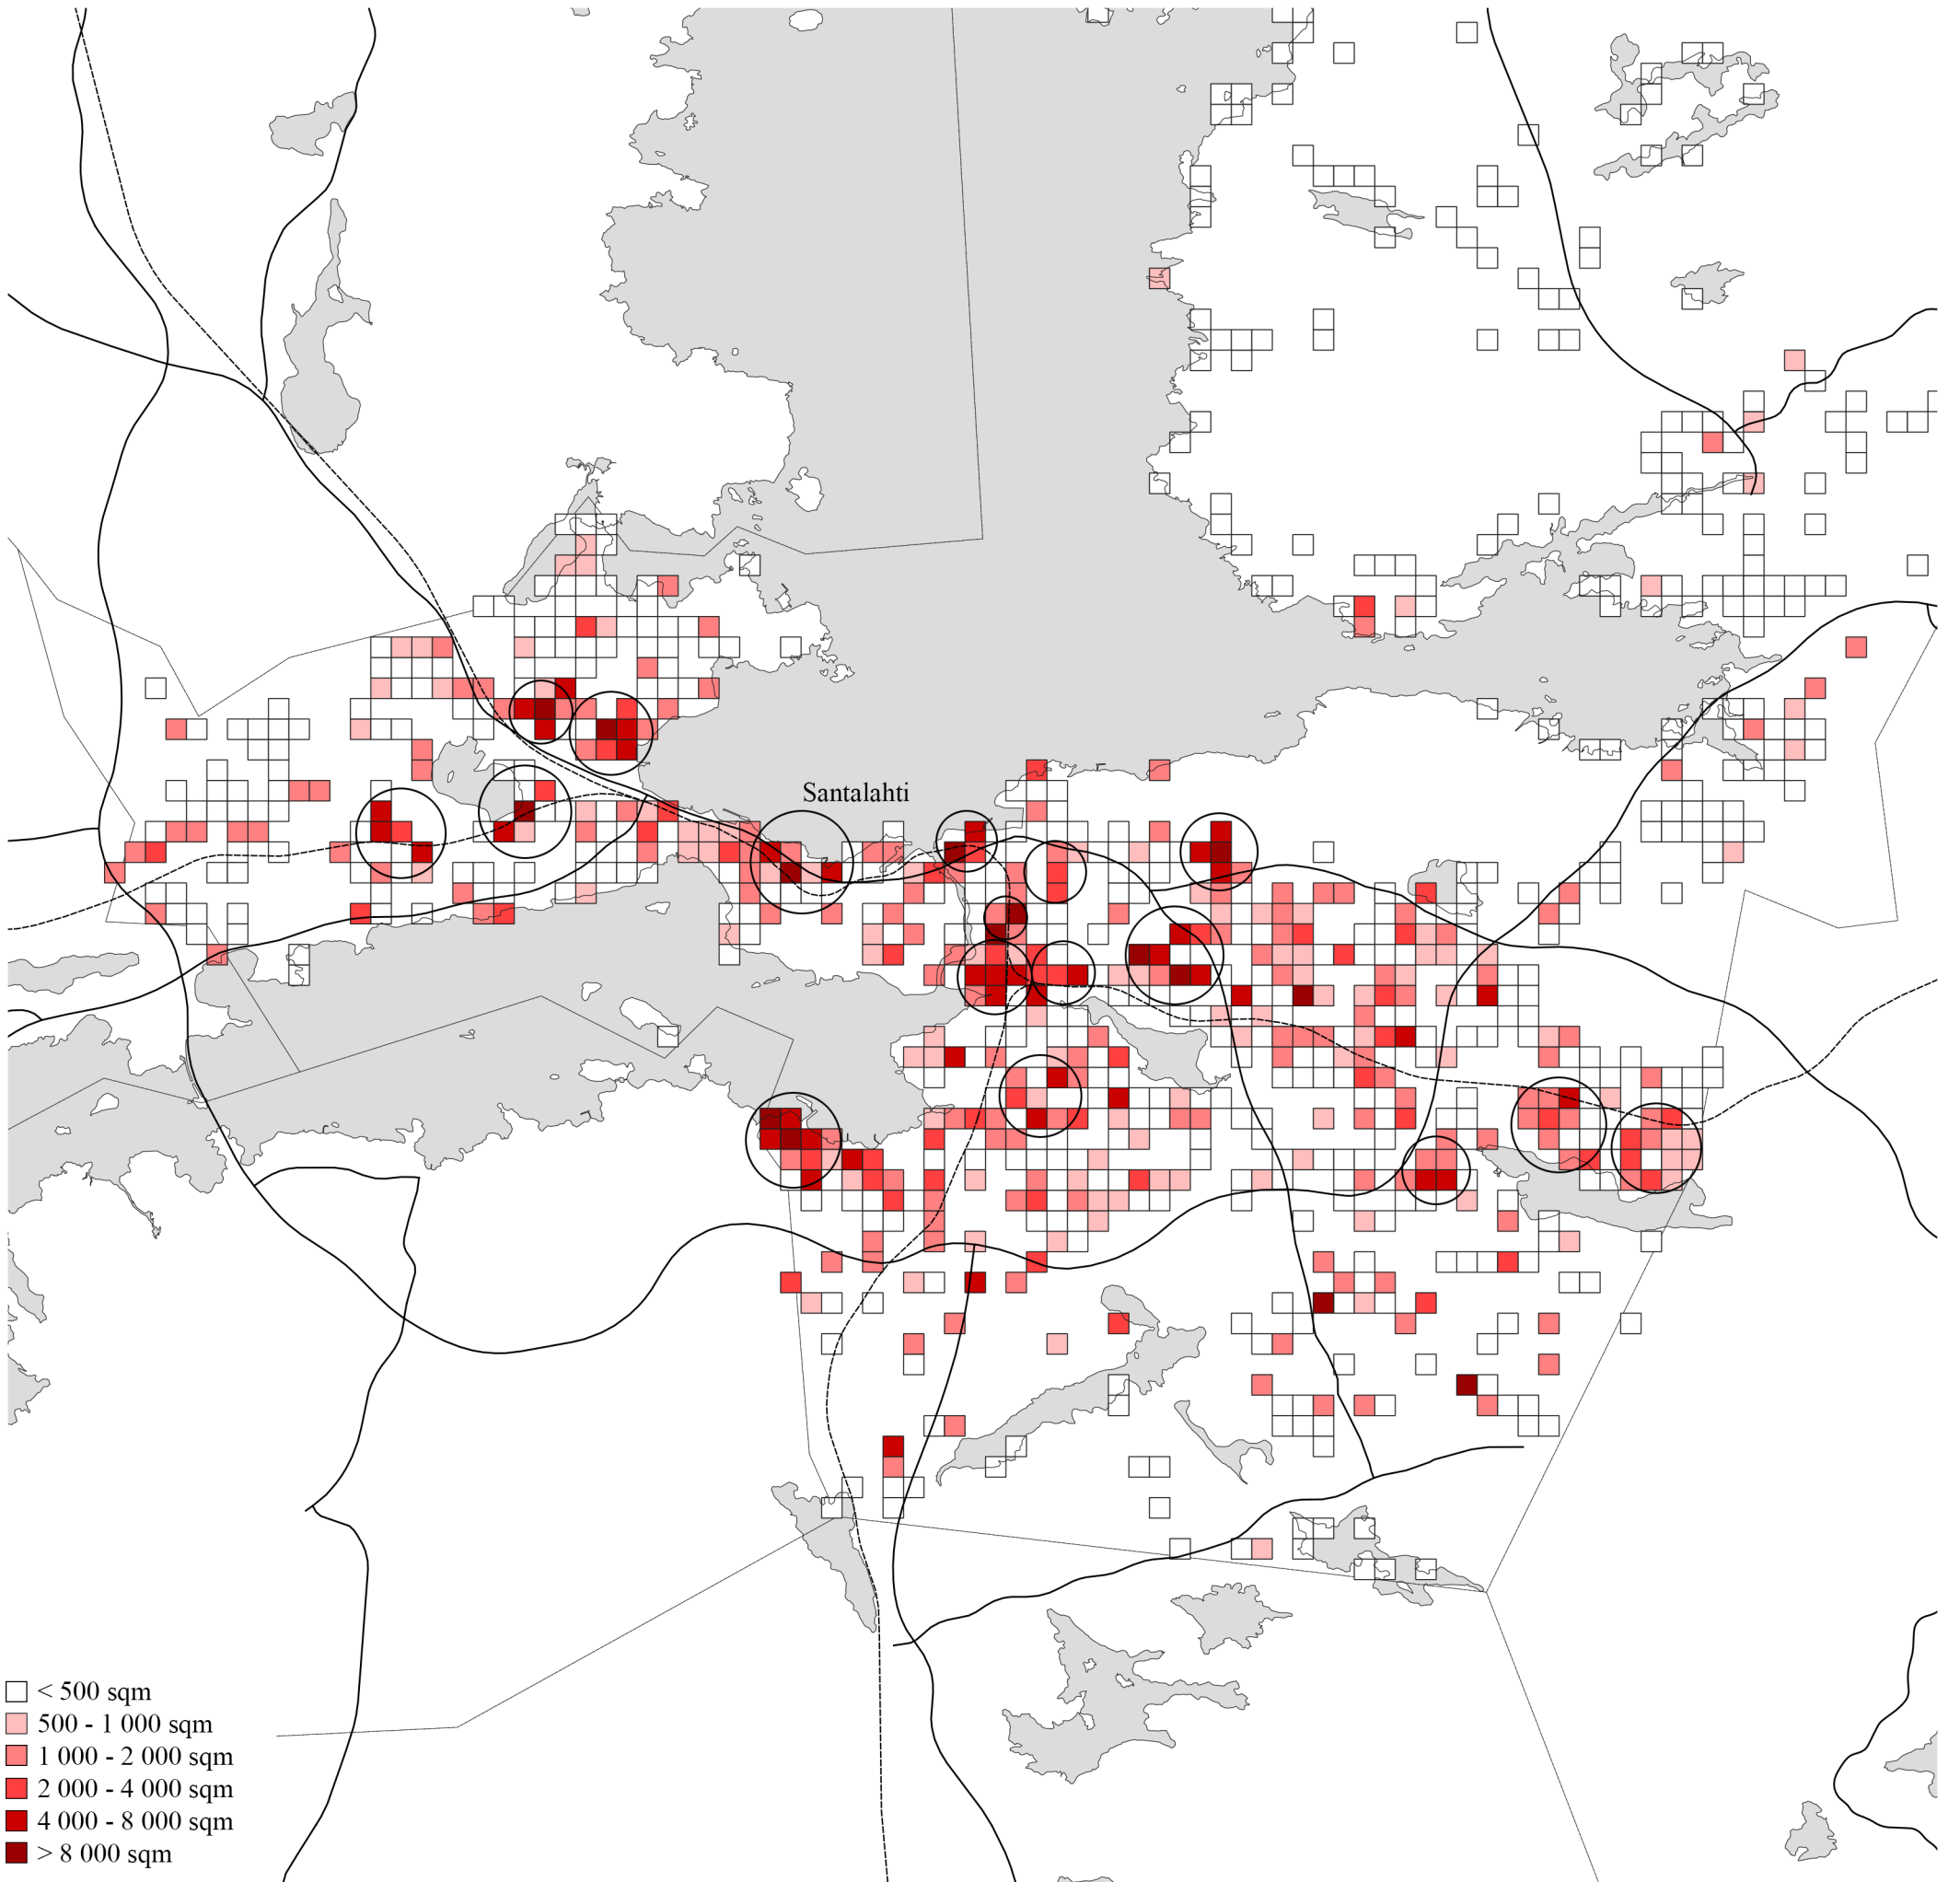 Santalahti
< 500 sqm
500 - 1 000 sqm
1 000 - 2 000 sqm
2 000 - 4 000 sqm
4 000 - 8 000 sqm
> 8 000 sqm